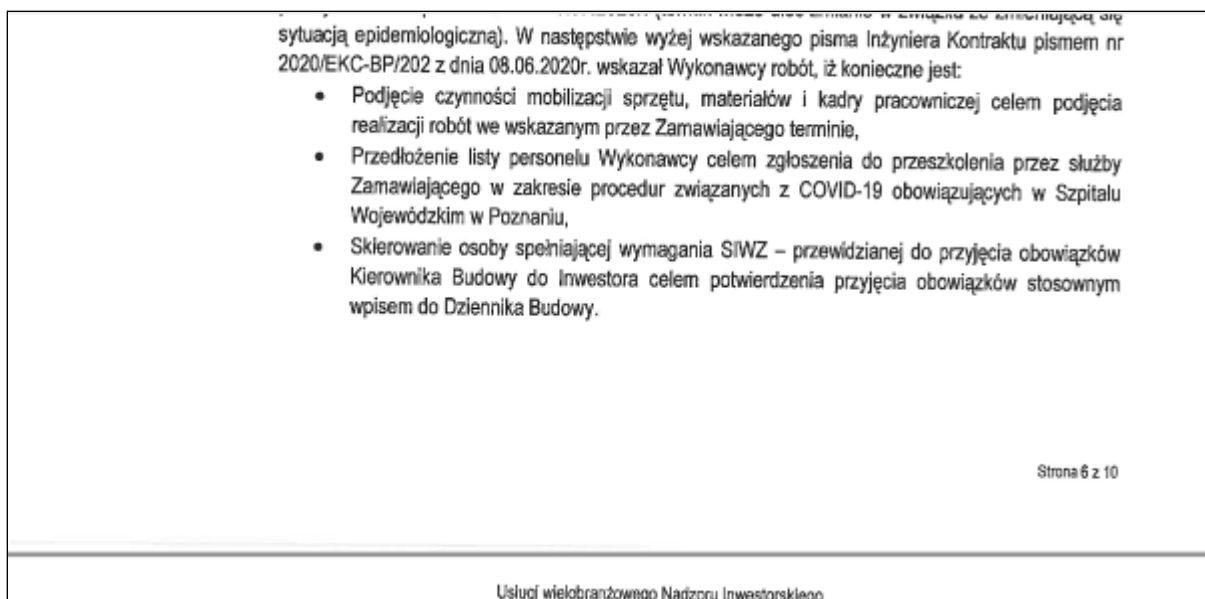 sytuacją epidemiologiczną). W następstwie wyżej wskazanego pisma Inżyniera Kontraktu pismem nr
2020/EKC-BP/202 z dnia 08.06.2020r. wskazał Wykonawcy robót, iż konieczne jest:
• Podjęcie czynności mobilizacji sprzętu, materiałów i kadry pracowniczej celem podjęcia
realizacji robót we wskazanym przez Zamawiającego terminie,
• Przedłożenie listy personelu Wykonawcy celem zgłoszenia do przeszkolenia przez służby
Zamawiającego w zakresie procedur związanych z COVID-19 obowiązujących w Szpitalu
Wojewódzkim w Poznaniu,
• Skierowanie osoby spełniającej wymagania SIWZ – przewidzianej do przyjęcia obowiązków
Kierownika Budowy do Inwestora celem potwierdzenia przyjęcia obowiązków stosownym
wpisem do Dziennika Budowy.
Strona 6 z 10
Usługi wielobranżowego Nadzoru Inwestorskiego